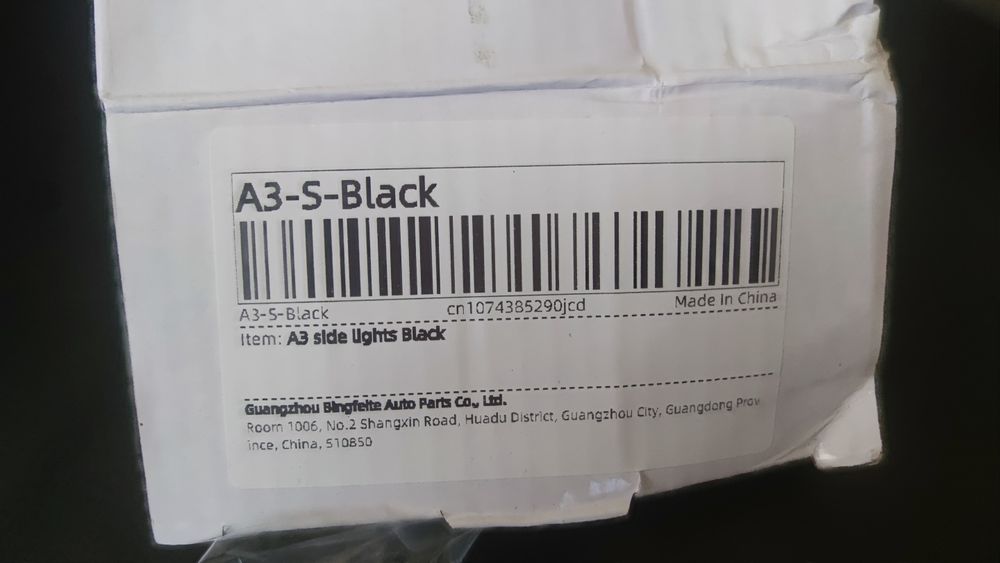 A3-S-Black
A3-S-Black cn1074385290jcd Made In China
Item: A3 side lights Black
Guangzhou Bingfeite Auto Parts Co., Ltd.
Room 1006, No.2 Shangxin Road, Huadu District, Guangzhou City, Guangdong Prov
ince, China, 510850